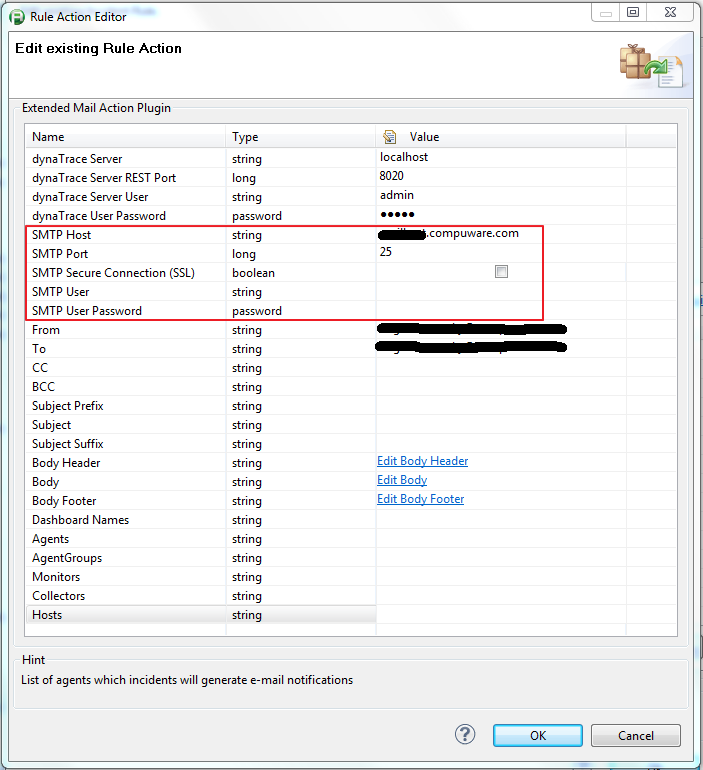 Rule Action Editor
Edit existing Rule Action
Extended Mail Action Plugin
Name Type Value
dynaTrace Server string localhost
dynaTrace Server REST Port long 8020
dynaTrace Server User string admin
dynaTrace User Password password ●●●●●
SMTP Host string .compuware.com
SMTP Port long 25
SMTP Secure Connection (SSL) boolean
SMTP User string
SMTP User Password password
From string
To string
CC string
BCC string
Subject Prefix string
Subject string
Subject Suffix string
Body Header string Edit Body Header
Body string Edit Body
Body Footer string Edit Body Footer
Dashboard Names string
Agents string
AgentGroups string
Monitors string
Collectors string
Hosts string
Hint
List of agents which incidents will generate e-mail notifications
? OK Cancel